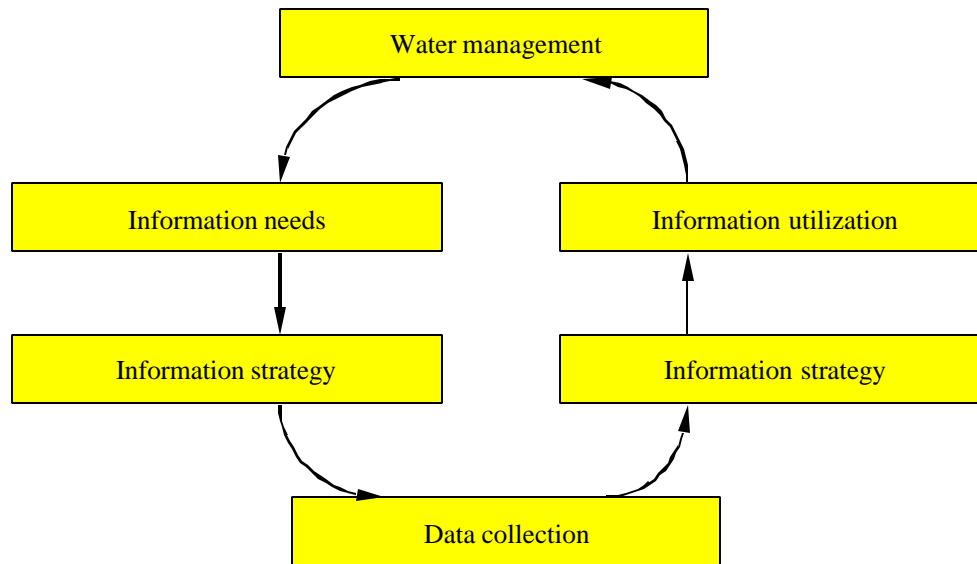 Water management
Information needs
Information utilization
Information strategy
Information strategy
Data collection